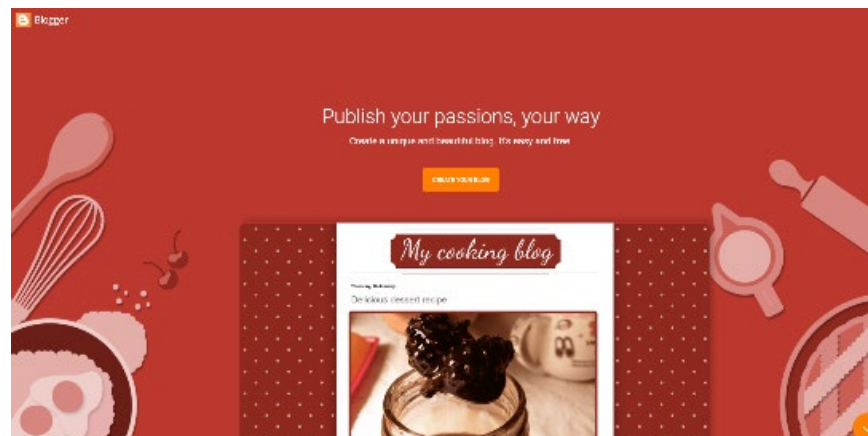 Blogger
Publish your passions, your way
Create a unique and beautiful blog. It's easy and free
CREATE YOUR BLOG
My cooking blog
Delicious dessert recipe